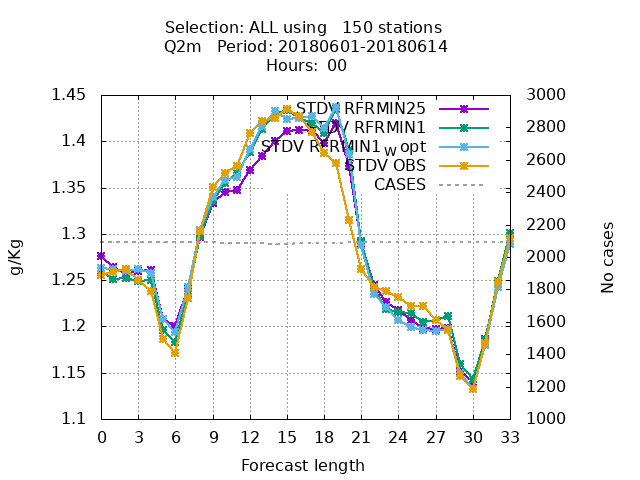 Selection: ALL using   150 stations
Q2m   Period: 20180601-20180614
Hours:  00
1.45
1.4
1.35
1.3
1.25
1.2
1.15
1.1
g/Kg
STDV RFRMIN25
STDV RFRMIN1
STDV RFRMIN1_w opt
STDV OBS
CASES
3000
2800
2600
2400
2200
2000
1800
1600
1400
1200
1000
No cases
0 3 6 9 12 15 18 21 24 27 30 33
Forecast length